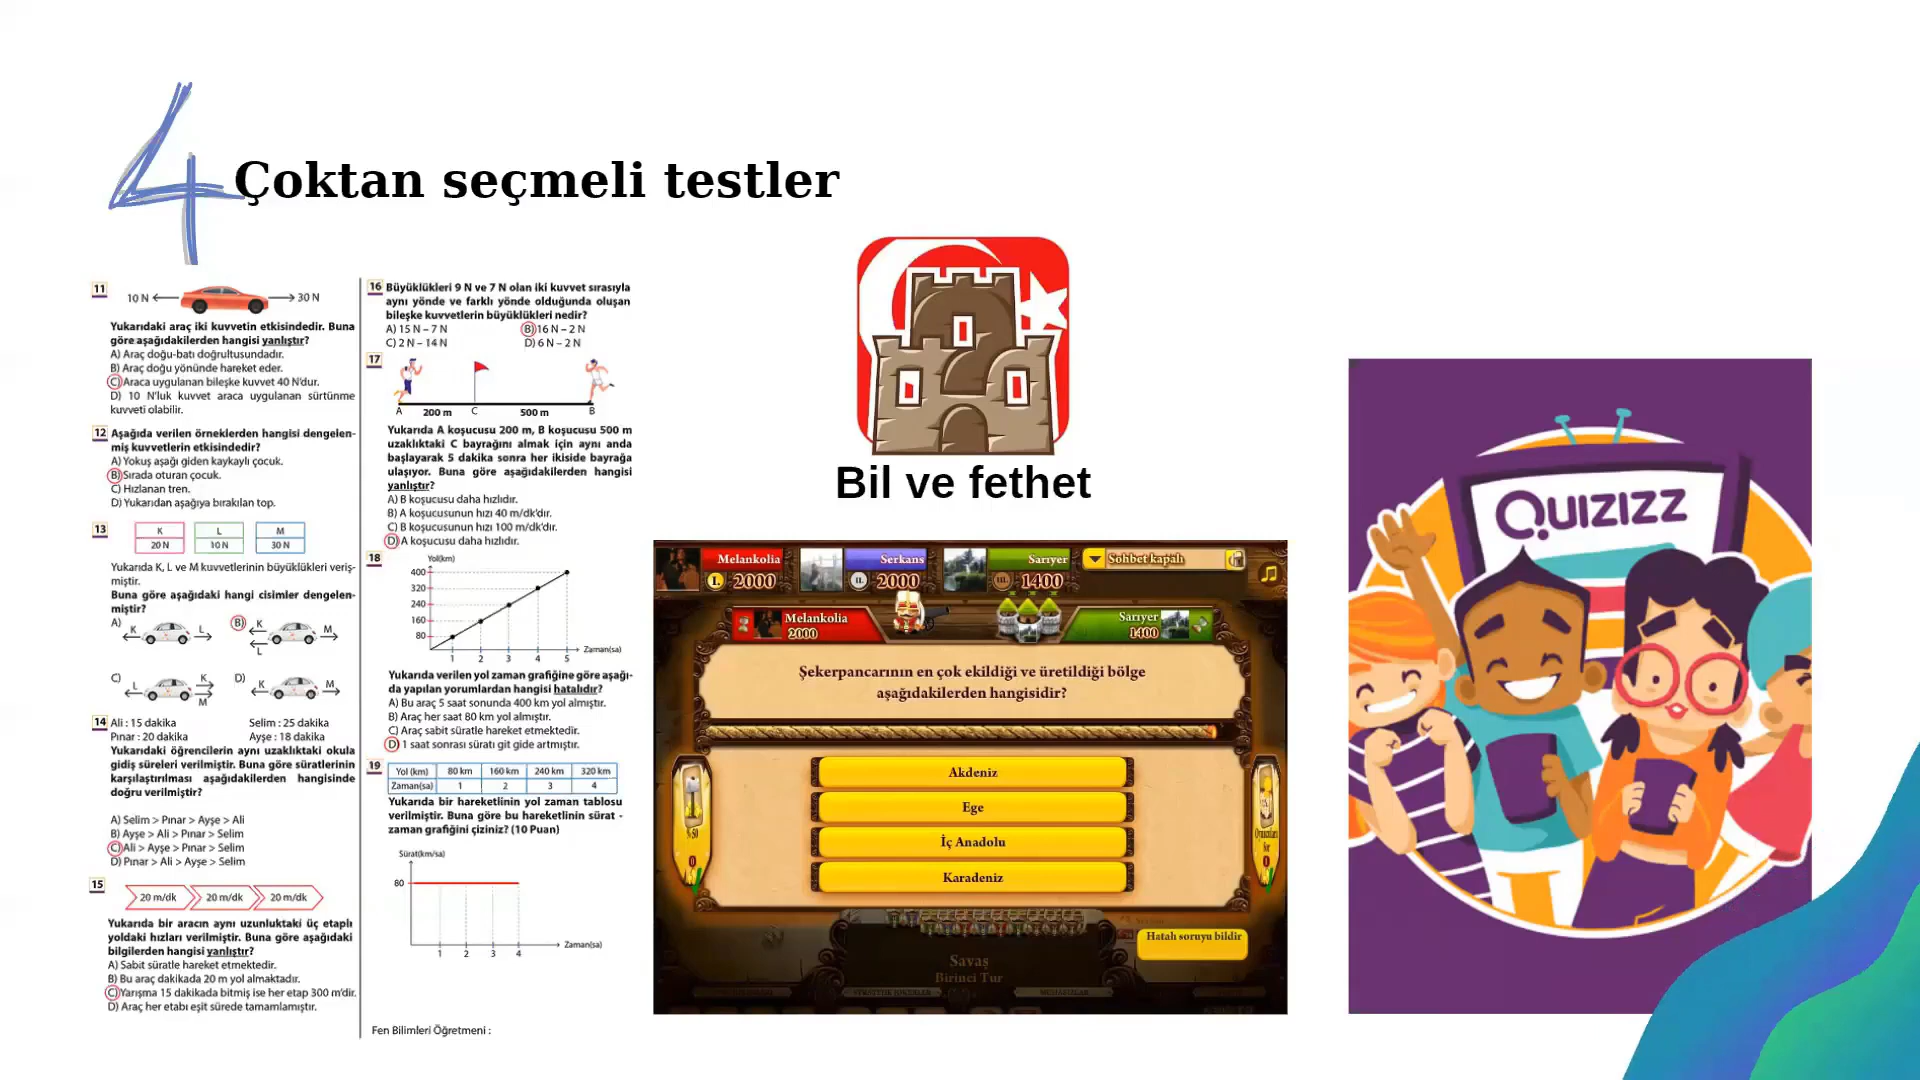 4
Çoktan seçmeli testler
11
10 N
30 N
Yukarıdaki araç iki kuvvetin etkisindedir. Buna
göre aşağıdakilerden hangisi yanlıştır?
A) Araç doğu-batı doğrultusundadır.
B) Araç doğu yönünde hareket eder.
C) Araca uygulanan bileşke kuvvet 40 N’dur.
D) 10 N’luk kuvvet araca uygulanan sürtünme
kuvveti olabilir.
12 Aşağıda verilen örneklerden hangisi dengelen-
miş kuvvetlerin etkisindedir?
A) Yokuş aşağı giden kaykaylı çocuk.
B) Sırada oturan çocuk.
C) Hızlanan tren.
D) Yukarıdan aşağıya bırakılan top.
13
K L M
20 N 10 N 30 N
Yukarıda K, L ve M kuvvetlerinin büyüklükleri veriş-
miştir.
Buna göre aşağıdaki hangi cisimler dengelen-
miştir?
A) K L
B) K M L
C) L K M
D) K M
14 Ali : 15 dakika Selim : 25 dakika
Pınar : 20 dakika Ayşe : 18 dakika
Yukarıdaki öğrencilerin aynı uzaklıktaki okula
gidiş süreleri verilmiştir. Buna göre süratlerinin
karşılaştırılması aşağıdakilerden hangisinde
doğru verilmiştir?
A) Selim > Pınar > Ayşe > Ali
B) Ayşe > Ali > Pınar > Selim
C) Ali > Ayşe > Pınar > Selim
D) Pınar > Ali > Ayşe > Selim
15
20 m/dk 20 m/dk 20 m/dk
Yukarıda bir aracın aynı uzunluktaki üç etaplı
yoldaki hızları verilmiştir. Buna göre aşağıdaki
bilgilerden hangisi yanlıştır?
A) Sabit süratle hareket etmektedir.
B) Bu araç dakikada 20 m yol almaktadır.
C) Yarışma 15 dakikada bitmiş ise her etap 300 m’dir.
D) Araç her etabı eşit sürede tamamlamıştır.
16 Büyüklükleri 9 N ve 7 N olan iki kuvvet sırasıyla
aynı yönde ve farklı yönde olduğunda oluşan
bileşke kuvvetlerin büyüklükleri nedir?
A) 15 N – 7 N B) 16 N – 2 N
C) 2 N – 14 N D) 6 N – 2 N
17
A 200 m C 500 m B
Yukarıda A koşucusu 200 m, B koşucusu 500 m
uzaklıktaki C bayrağını almak için aynı anda
başlayarak 5 dakika sonra her ikiside bayrağa
ulaşıyor. Buna göre aşağıdakilerden hangisi
yanlıştır?
A) B koşucusu daha hızlıdır.
B) A koşucusunun hızı 40 m/dk’dır.
C) B koşucusunun hızı 100 m/dk’dır.
D) A koşucusu daha hızlıdır.
18
Yol(km)
400
320
240
160
80
1 2 3 4 5
Zaman(sa)
Yukarıda verilen yol zaman grafiğine göre aşağı-
da yapılan yorumlardan hangisi hatalıdır?
A) Bu araç 5 saat sonunda 400 km yol almıştır.
B) Araç her saat 80 km yol almıştır.
C) Araç sabit süratle hareket etmektedir.
D) 1 saat sonrası sürati git gide artmıştır.
19
Yol (km) 80 km 160 km 240 km 320 km
Zaman(sa) 1 2 3 4
Yukarıda bir hareketlinin yol zaman tablosu
verilmiştir. Buna göre bu hareketlinin sürat -
zaman grafiğini çiziniz? (10 Puan)
Sürat(km/sa)
80
1 2 3 4
Zaman(sa)
Fen Bilimleri Öğretmeni :
Bil ve fethet
Melankolia Serkans Sarıyer Sohbet kapalı
I. 2000 II. 2000 III. 1400
Melankolia Sarıyer
2000 1400
Şekerpancarının en çok ekildiği ve üretildiği bölge
aşağıdakilerden hangisidir?
Akdeniz
Ege
İç Anadolu
Karadeniz
%50
0
0
Hatalı soruyu bildir
Savaş
Birinci Tur
QUIZIZZ